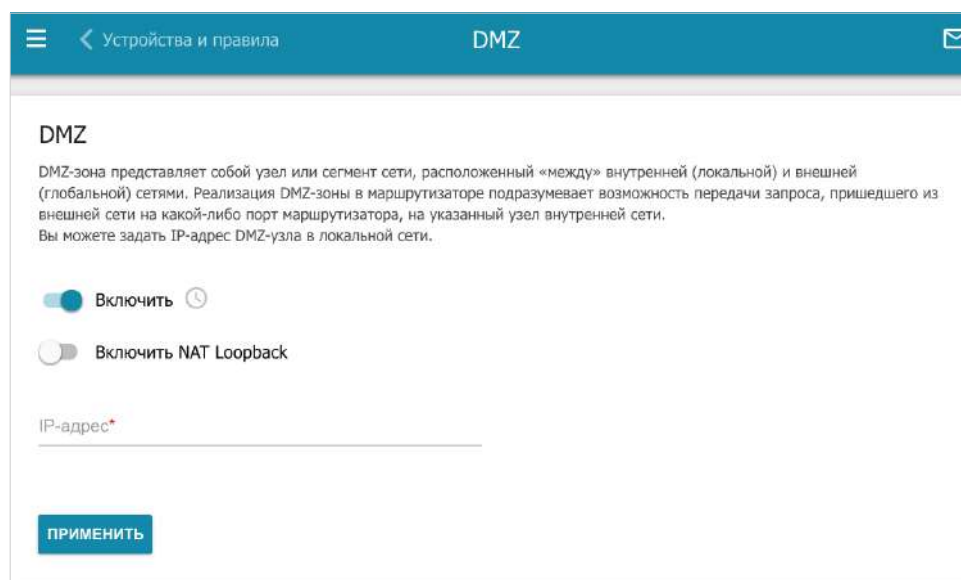 Устройства и правила
DMZ
DMZ
DMZ-зона представляет собой узел или сегмент сети, расположенный «между» внутренней (локальной) и внешней
(глобальной) сетями. Реализация DMZ-зоны в маршрутизаторе подразумевает возможность передачи запроса, пришедшего из
внешней сети на какой-либо порт маршрутизатора, на указанный узел внутренней сети.
Вы можете задать IP-адрес DMZ-узла в локальной сети.
Включить
Включить NAT Loopback
IP-адрес*
ПРИМЕНИТЬ